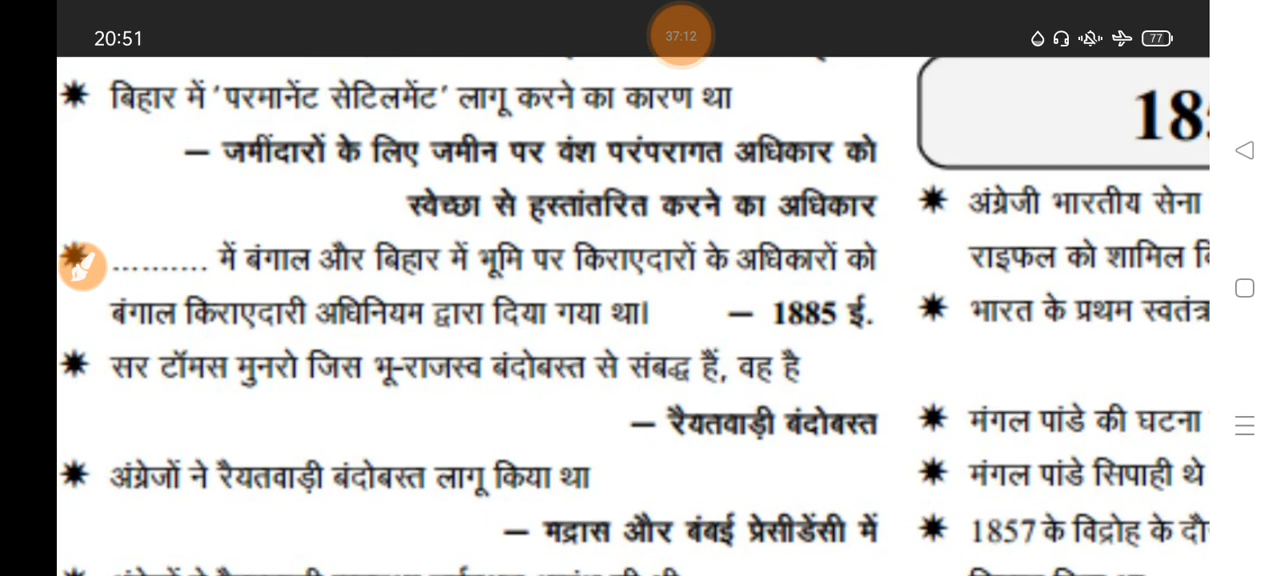 20:51
37:12
77
✷ बिहार में ‘परमानेंट सेटिलमेंट’ लागू करने का कारण था
– जमींदारों के लिए जमीन पर वंश परंपरागत अधिकार को
स्वेच्छा से हस्तांतरित करने का अधिकार
.......... में बंगाल और बिहार में भूमि पर किराएदारों के अधिकारों को
बंगाल किराएदारी अधिनियम द्वारा दिया गया था। – 1885 ई.
✷ सर टॉमस मुनरो जिस भू-राजस्व बंदोबस्त से संबद्ध हैं, वह है
– रैयतवाड़ी बंदोबस्त
✷ अंग्रेजों ने रैयतवाड़ी बंदोबस्त लागू किया था
– मद्रास और बंबई प्रेसीडेंसी में
18
✷ अंग्रेजी भारतीय सेना
राइफल को शामिल
✷ भारत के प्रथम स्वतंत्र
✷ मंगल पांडे की घटना
✷ मंगल पांडे सिपाही थे
✷ 1857 के विद्रोह के